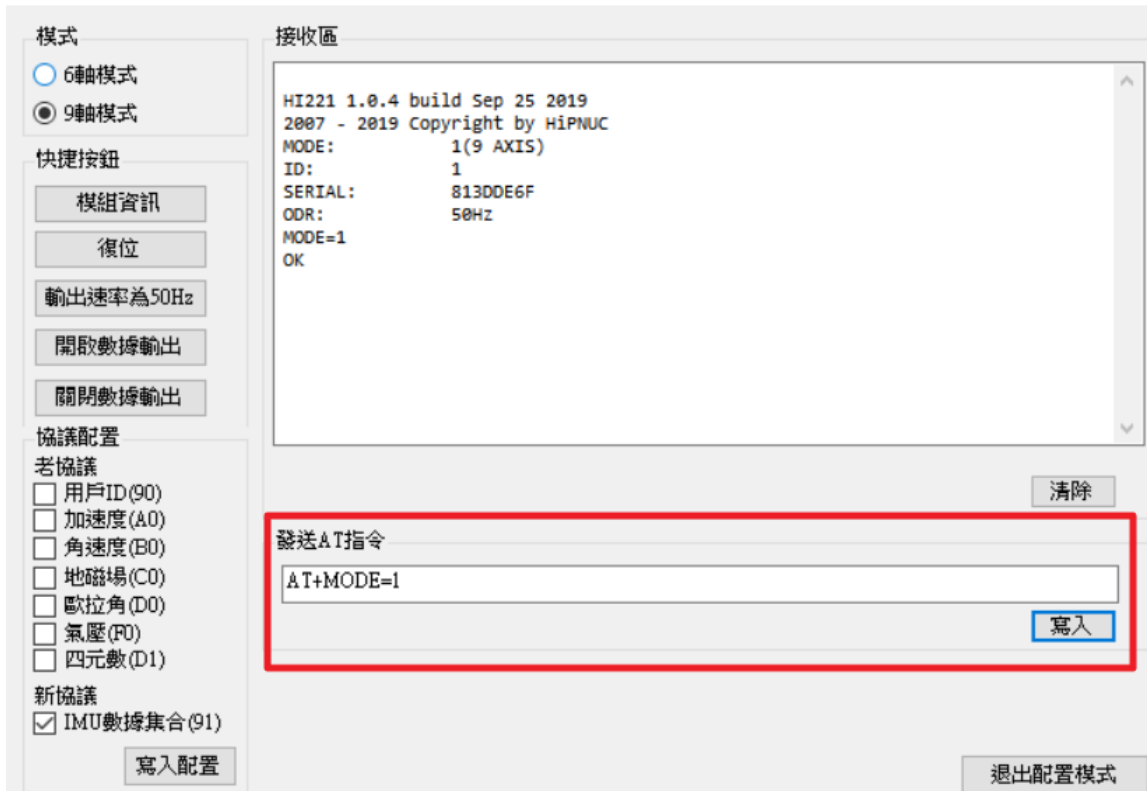 模式
6軸模式
9軸模式
快捷按鈕
模組資訊
復位
輸出速率為50Hz
開啟數據輸出
關閉數據輸出
協議配置
老協議
用戶ID(90)
加速度(A0)
角速度(B0)
地磁場(C0)
歐拉角(D0)
氣壓(F0)
四元數(D1)
新協議
IMU數據集合(91)
寫入配置
接收區
HI221 1.0.4 build Sep 25 2019
2007 - 2019 Copyright by HiPNUC
MODE: 1(9 AXIS)
ID: 1
SERIAL: 813DDE6F
ODR: 50Hz
MODE=1
OK
清除
發送AT指令
AT+MODE=1
寫入
退出配置模式